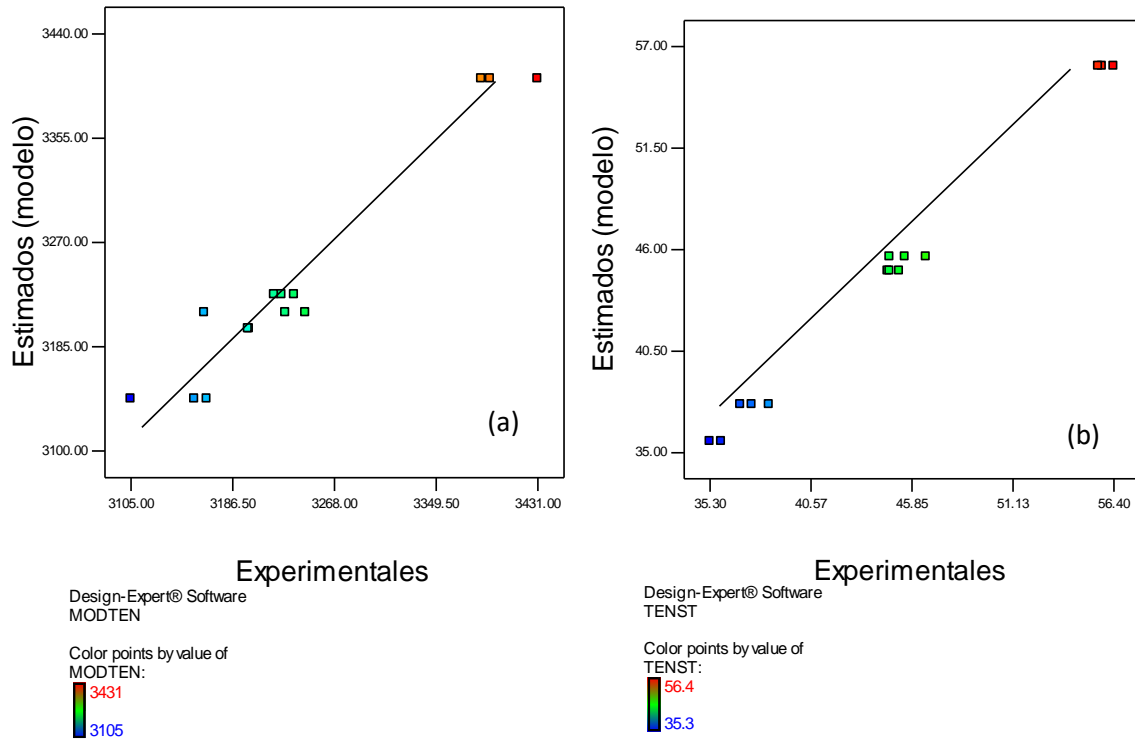 3440.00
3355.00
3270.00
3185.00
3100.00
Estimados (modelo)
(a)
3105.00 3186.50 3268.00 3349.50 3431.00
Experimentales
Design-Expert® Software
MODTEN
Color points by value of
MODTEN:
3431
3105
57.00
51.50
46.00
40.50
35.00
Estimados (modelo)
(b)
35.30 40.57 45.85 51.13 56.40
Experimentales
Design-Expert® Software
TENST
Color points by value of
TENST:
56.4
35.3